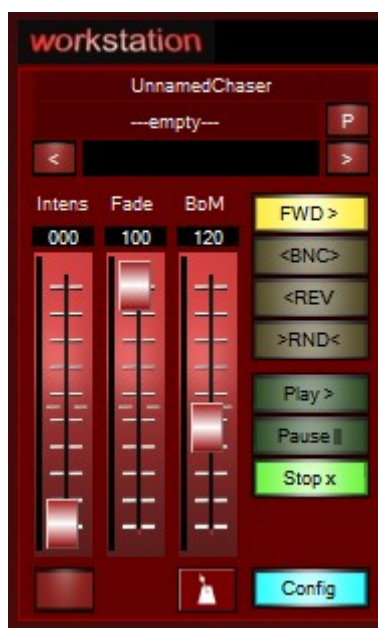 workstation
UnnamedChaser
---empty---
P
<
>
Intens Fade BpM
000 100 120
FWD >
<BNC>
<REV
>RND<
Play >
Pause ||
Stop x
Config